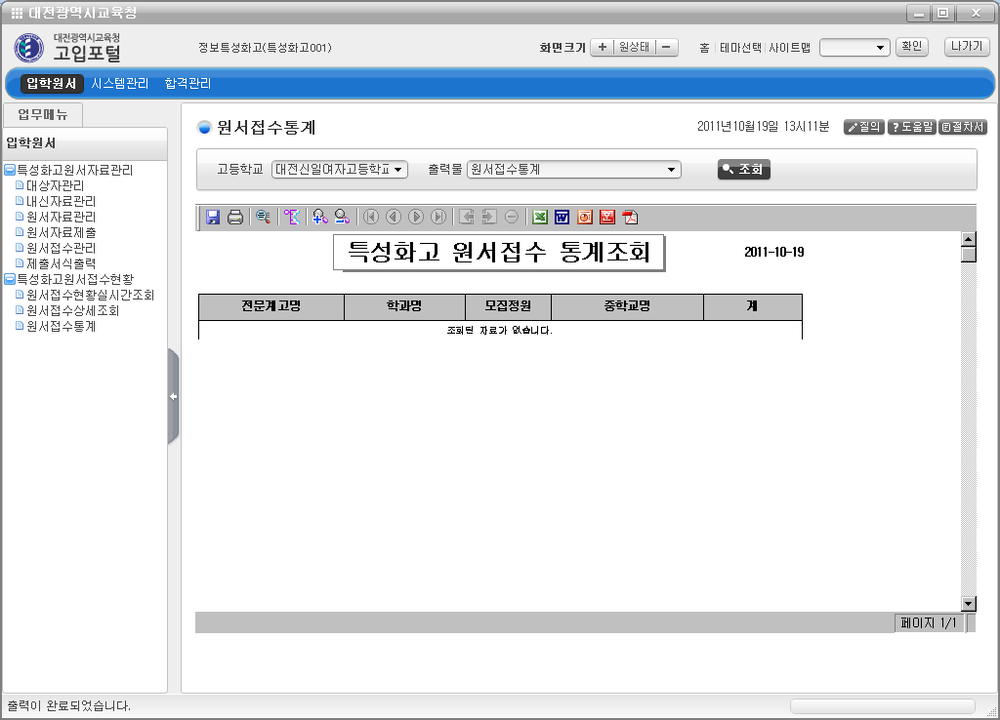 대전광역시교육청
대전광역시교육청
고입포털
정보특성화고(특성화고001)
화면크기 + 원상태 −
홈 테마선택 사이트맵 확인 나가기
입학원서 시스템관리 합격관리
업무메뉴
입학원서
특성화고원서자료관리
대상자관리
내신자료관리
원서자료관리
원서자료제출
원서접수관리
제출서식출력
특성화고원서접수현황
원서접수현황실시간조회
원서접수상세조회
원서접수통계
원서접수통계
2011년10월19일 13시11분 질의 ? 도움말 절차서
고등학교 대전신일여자고등학교 출력물 원서접수통계 조회
특성화고 원서접수 통계조회
2011-10-19
전문계고명 학과명 모집정원 중학교명 계
조회된 자료가 없습니다.
페이지 1/1
출력이 완료되었습니다.